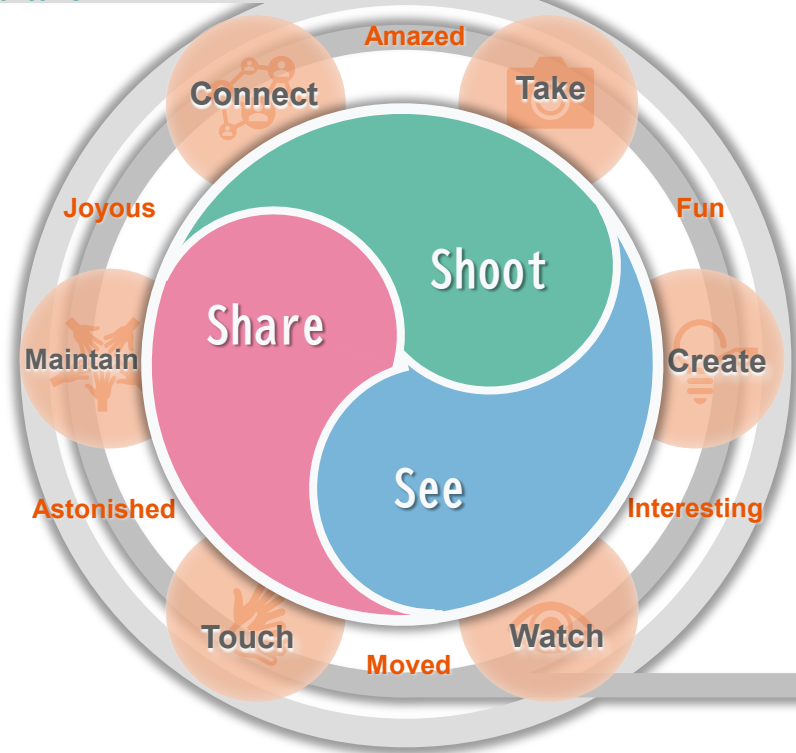 Amazed
Connect
Take
Joyous
Fun
Shoot
Share
Maintain
Create
See
Astonished
Interesting
Touch
Watch
Moved